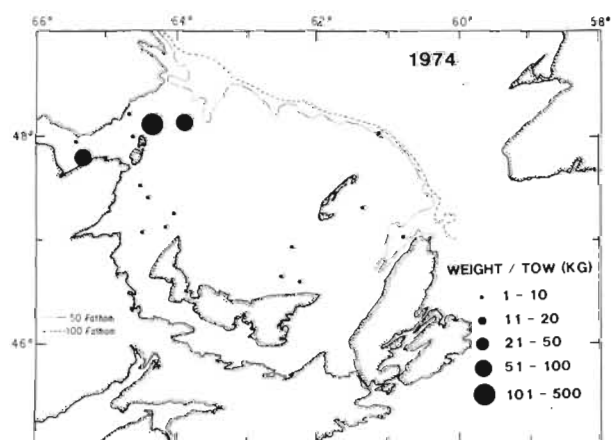 66° 64° 62° 60° 58°
1974
48°
WEIGHT / TOW (KG)
1 - 10
11 - 20
21 - 50
51 - 100
101 - 500
50 Fathom
100 Fathom
46°